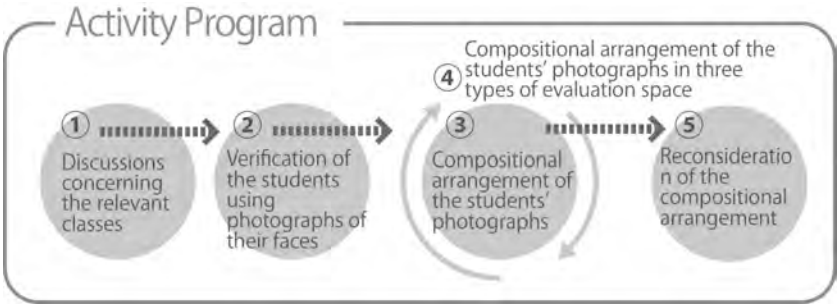 Activity Program
① Discussions
concerning
the relevant
classes
② Verification of
the students
using
photographs of
their faces
④ Compositional arrangement of the
students' photographs in three
types of evaluation space
③ Compositional
arrangement of
the students'
photographs
⑤ Reconsideratio
n of the
compositional
arrangement